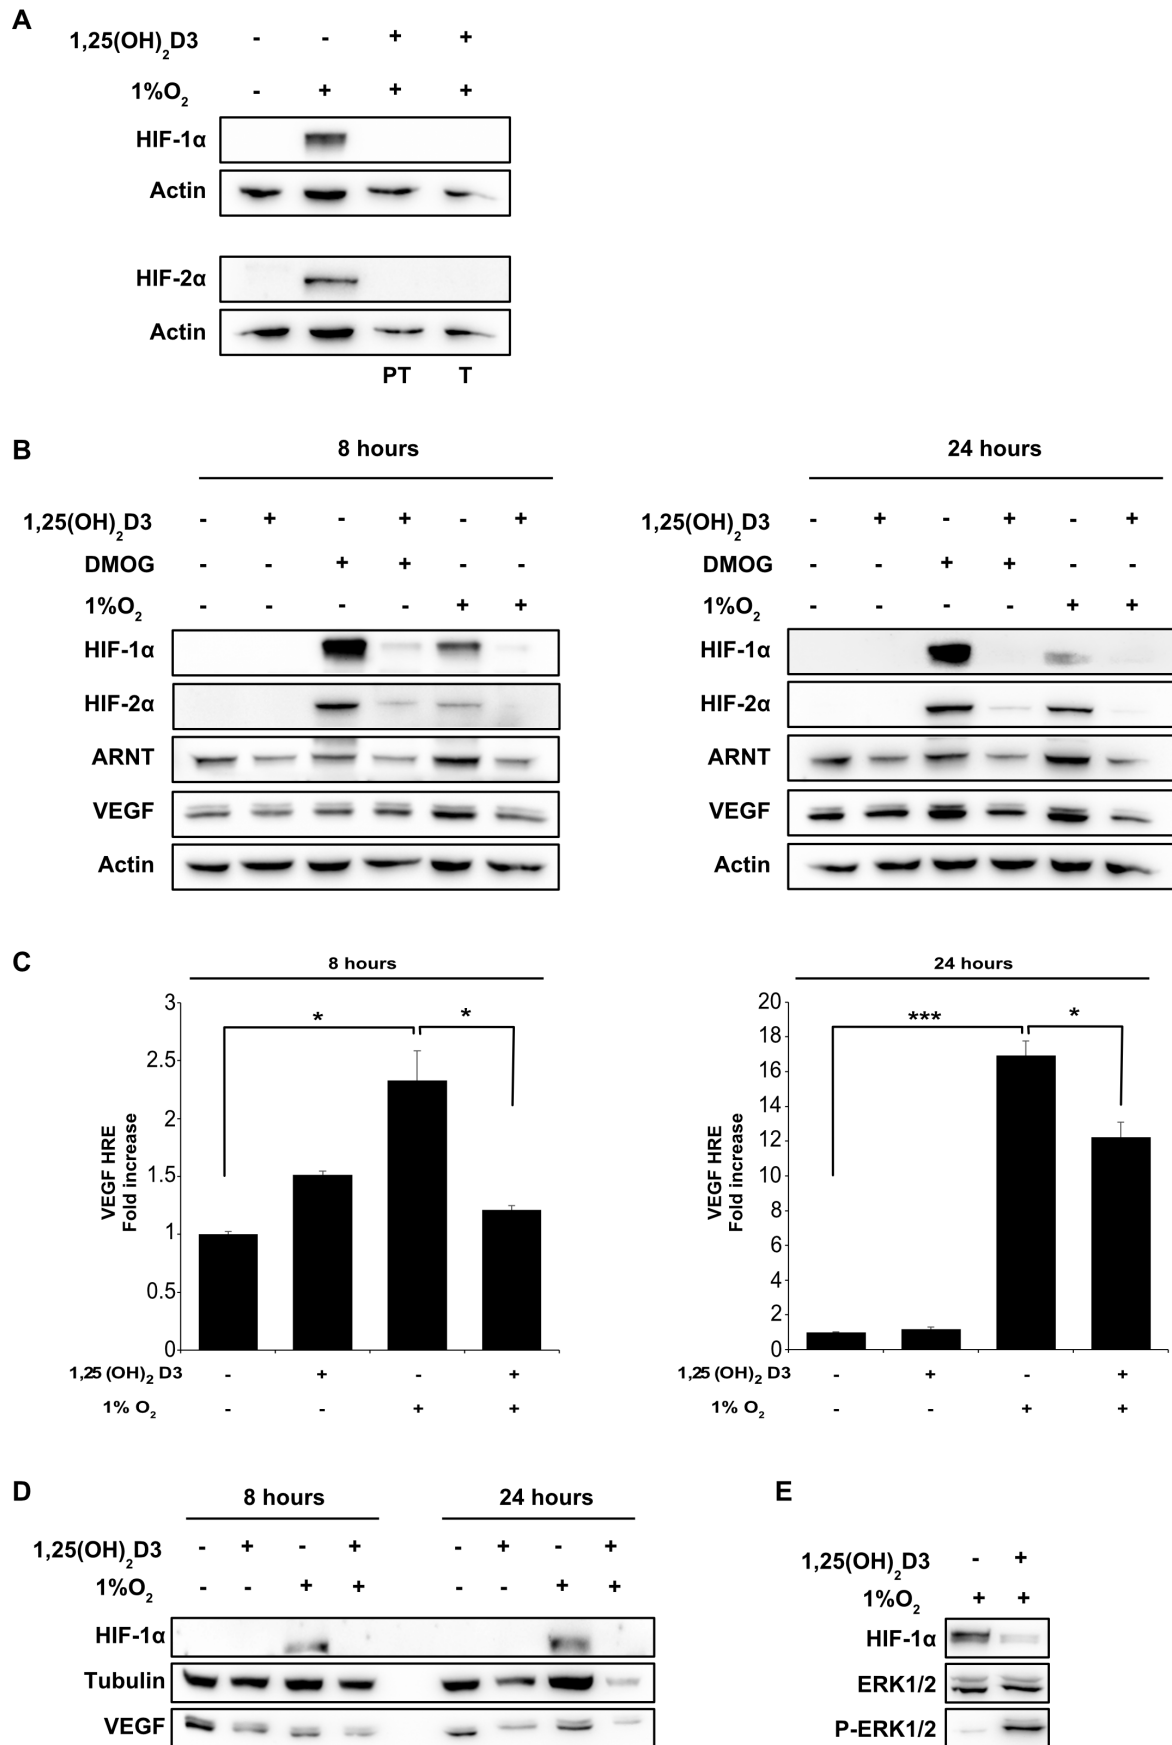 A
1,25(OH)2D3 - - + +
1%O2 - + + +
HIF-1α
Actin
HIF-2α
Actin
PT T
B
8 hours
1,25(OH)2D3 - + - + - +
DMOG - - + + - -
1%O2 - - - - + +
HIF-1α
HIF-2α
ARNT
VEGF
Actin
24 hours
1,25(OH)2D3 - + - + - +
DMOG - - + + - -
1%O2 - - - - + +
HIF-1α
HIF-2α
ARNT
VEGF
Actin
C
8 hours
VEGF HRE
Fold increase
3
2.5
2
1.5
1
0.5
0
* *
1,25 (OH)2 D3 - + - +
1% O2 - - + +
24 hours
VEGF HRE
Fold increase
20
18
16
14
12
10
8
6
4
2
0
*** *
1,25 (OH)2 D3 - + - +
1% O2 - - + +
D
8 hours 24 hours
1,25(OH)2D3 - + - + - + - +
1%O2 - - + + - - + +
HIF-1α
Tubulin
VEGF
E
1,25(OH)2D3 - +
1%O2 + +
HIF-1α
ERK1/2
P-ERK1/2